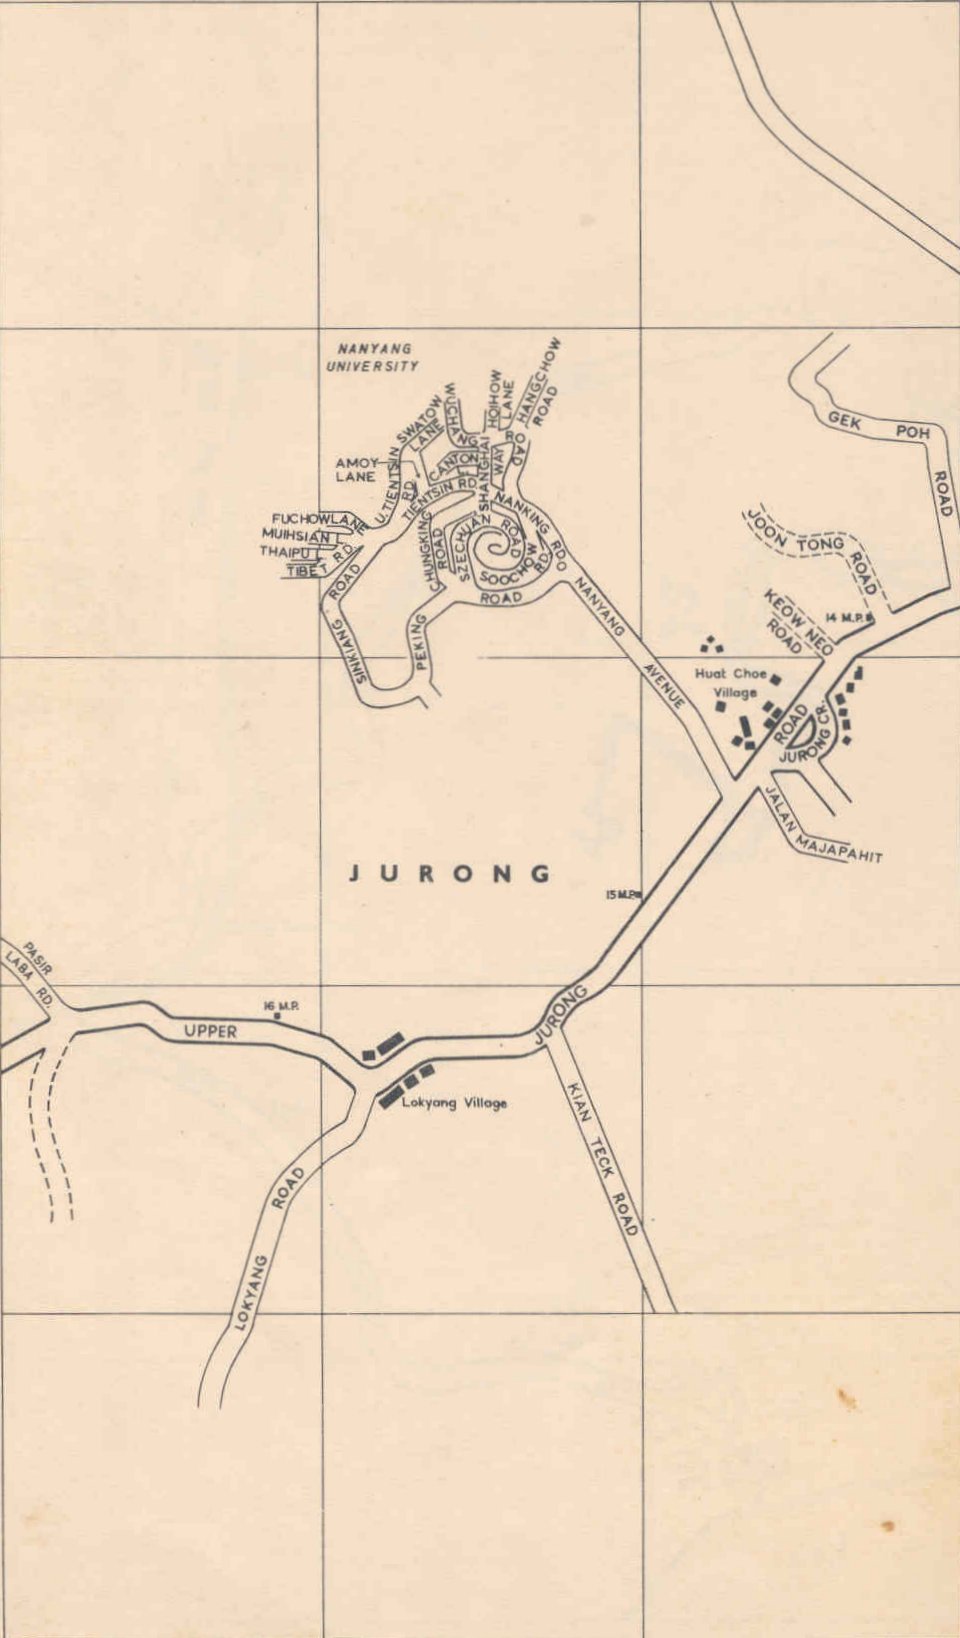 NANYANG
UNIVERSITY
WUCHANG
HOIHOW
LANE
HANGCHOW
ROAD
SWATOW
LANE
ROAD
AMOY
LANE
CANTON
SHANGHAI
WAY
U. TIENTSIN
RD
TIENTSIN RD
NANKING RD.
FUCHOW LANE
MUIHSIAN
THAIPU
TIBET RD
CHUNGKING
ROAD
SZECHUAN
ROAD
SOOCHOW
RD
PEKING
ROAD
SINKIANG
ROAD
NANYANG
AVENUE
GEK POH
ROAD
JOON TONG ROAD
KEOW NEO
ROAD
14 M.P.
Huat Choe
Village
ROAD
JURONG CR.
JALAN MAJAPAHIT
JURONG
15 M.P.
PASIR
LABA RD.
16 M.P.
UPPER
JURONG
Lokyang Village
KIAN TECK ROAD
LOKYANG
ROAD